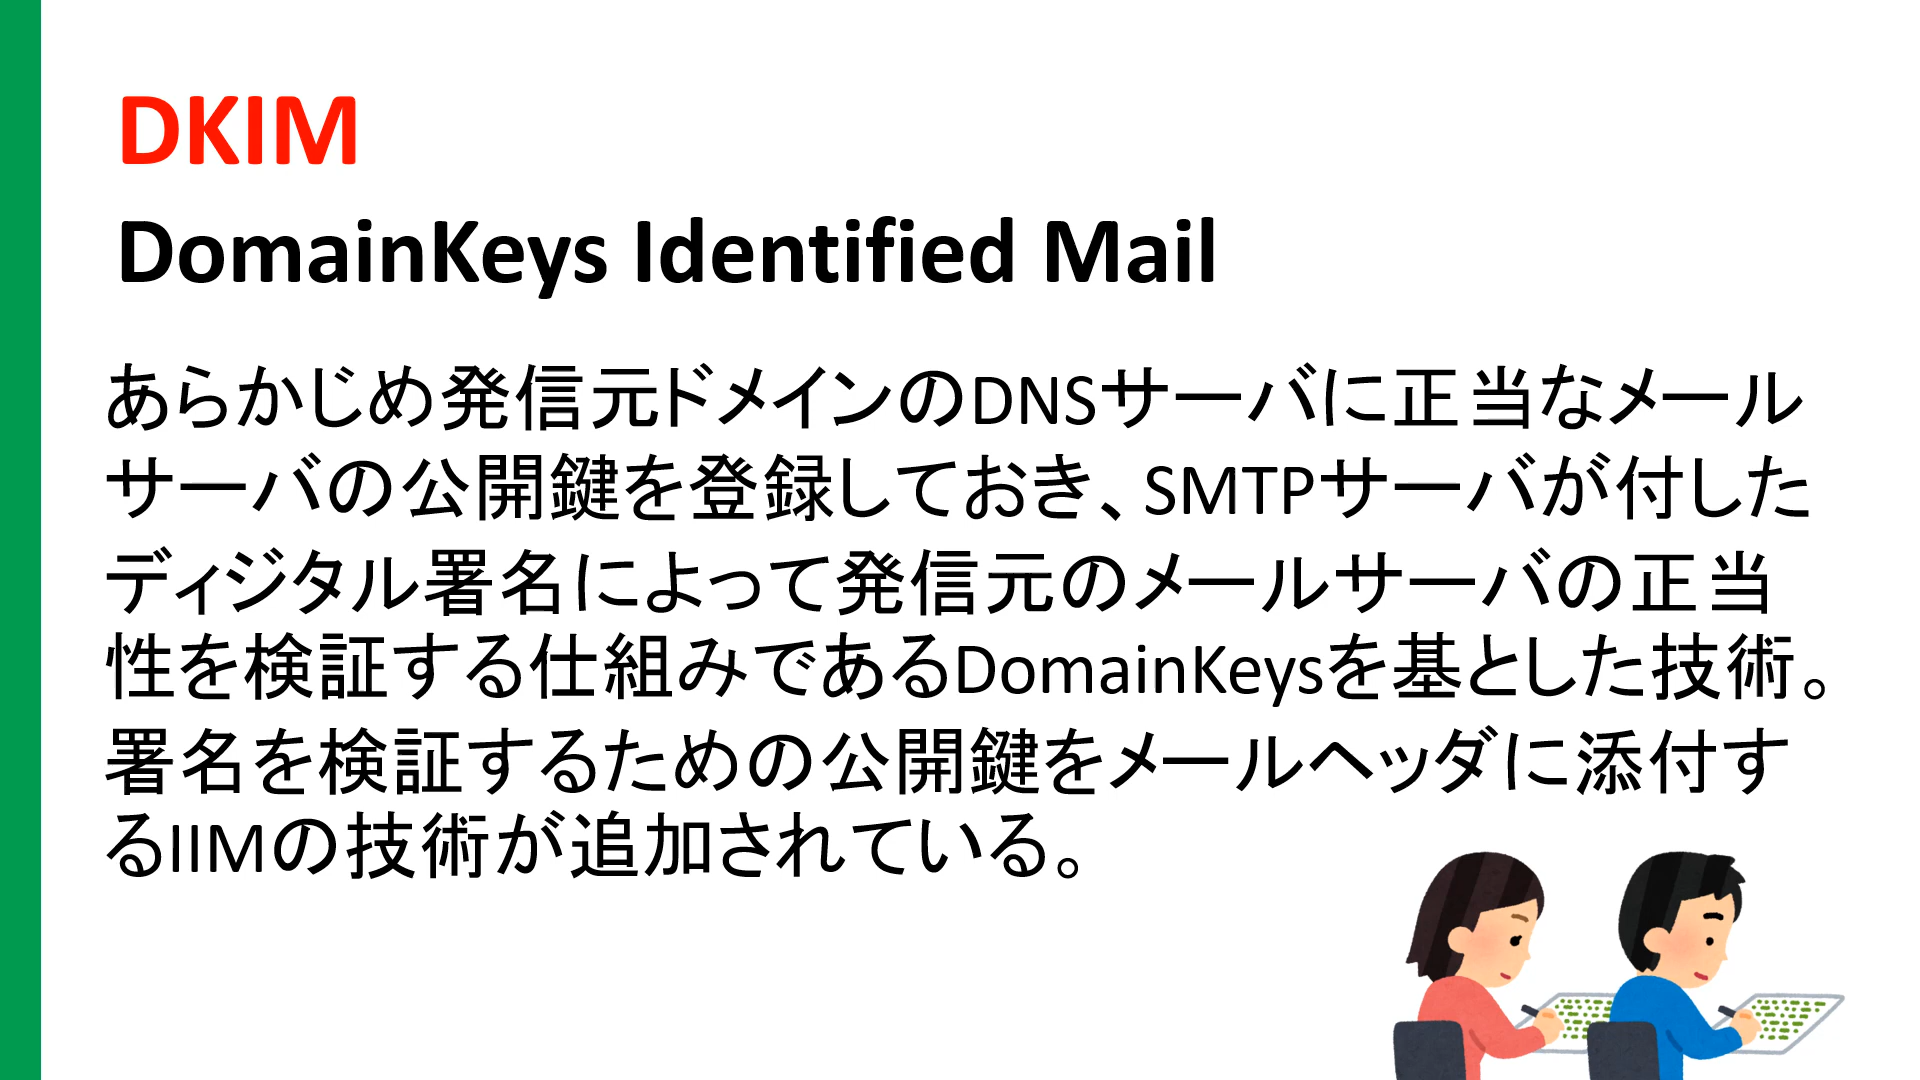 DKIM
DomainKeys Identified Mail
あらかじめ発信元ドメインのDNSサーバに正当なメール
サーバの公開鍵を登録しておき、SMTPサーバが付した
ディジタル署名によって発信元のメールサーバの正当
性を検証する仕組みであるDomainKeysを基とした技術。
署名を検証するための公開鍵をメールヘッダに添付す
るIIMの技術が追加されている。